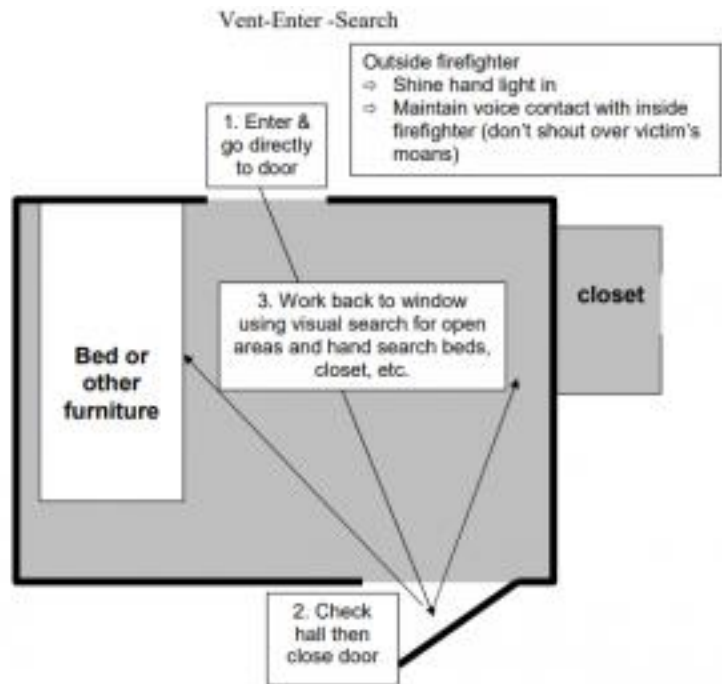 Vent-Enter -Search
Outside firefighter
⇨ Shine hand light in
⇨ Maintain voice contact with inside
firefighter (don't shout over victim's
moans)
1. Enter &
go directly
to door
3. Work back to window
using visual search for open
areas and hand search beds,
closet, etc.
closet
Bed or
other
furniture
2. Check
hall then
close door